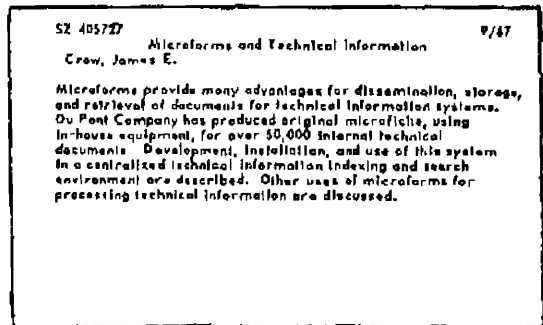 SZ 405727 9/67
Microforms and Technical Information
Crow, James E.
Microforms provide many advantages for dissemination, storage,
and retrieval of documents for technical information systems.
Du Pont Company has produced original microfiche, using
in-house equipment, for over 50,000 internal technical
documents Development, installation, and use of this system
in a centralized technical information indexing and search
environment are described. Other uses of microforms for
processing technical information are discussed.